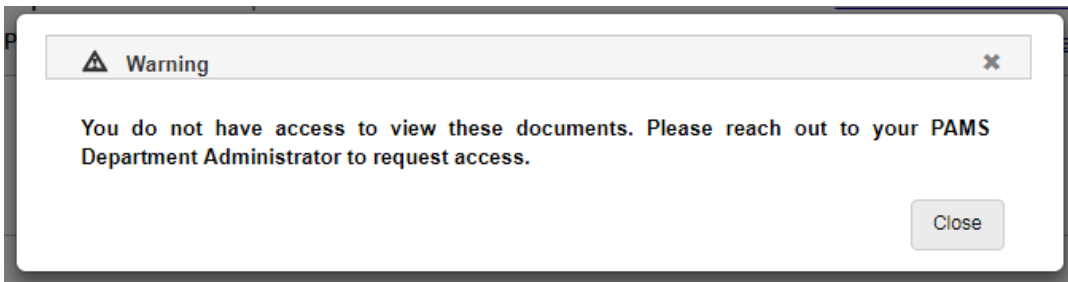 Warning
You do not have access to view these documents. Please reach out to your PAMS
Department Administrator to request access.
Close